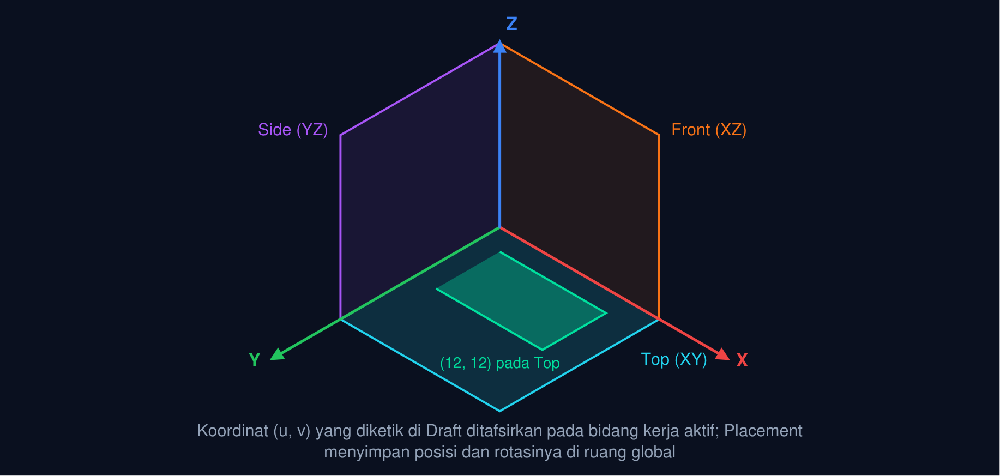 Z
Side (YZ)
Front (XZ)
Y
(12, 12) pada Top
Top (XY)
X
Koordinat (u, v) yang diketik di Draft ditafsirkan pada bidang kerja aktif; Placement
menyimpan posisi dan rotasinya di ruang global